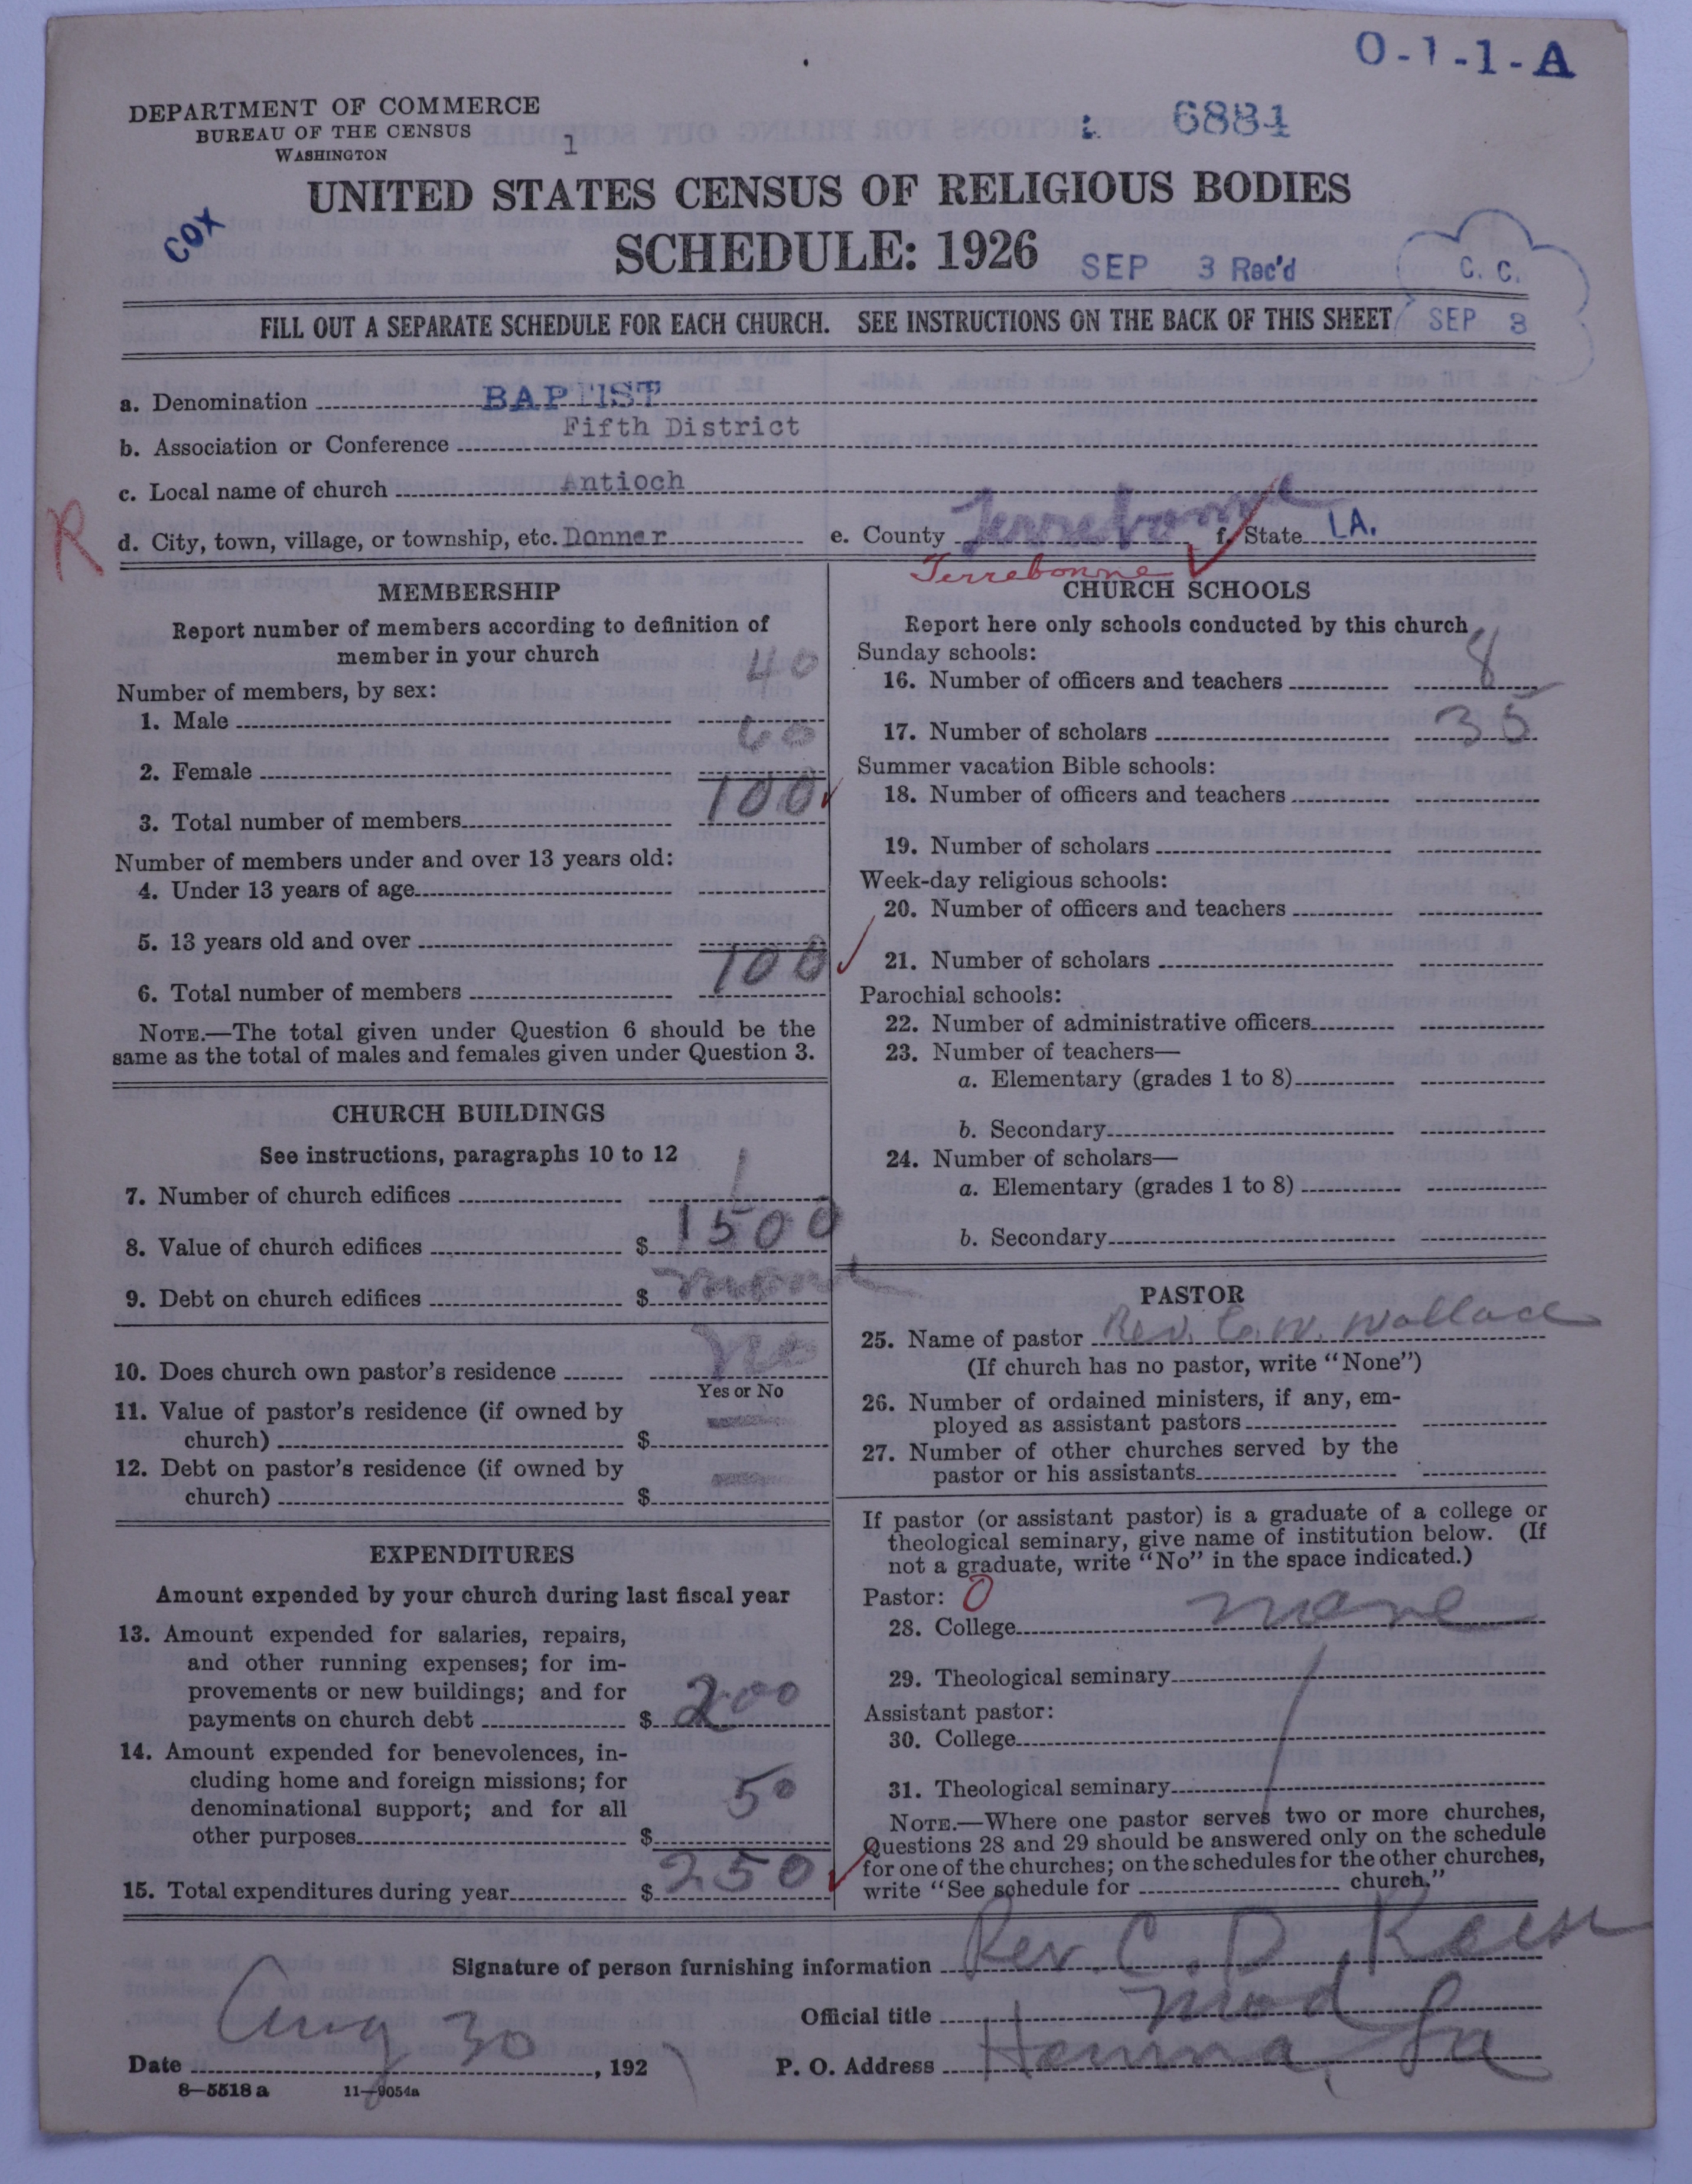 O-1-1-A
DEPARTMENT OF COMMERCE
BUREAU OF THE CENSUS
WASHINGTON
1
6884
UNITED STATES CENSUS OF RELIGIOUS BODIES
COX
SCHEDULE: 1926
SEP 3 Rec'd
C. C.
SEP 3
FILL OUT A SEPARATE SCHEDULE FOR EACH CHURCH. SEE INSTRUCTIONS ON THE BACK OF THIS SHEET
a. Denomination BAPTIST
b. Association or Conference Fifth District
c. Local name of church Antioch
R
d. City, town, village, or township, etc. Donner e. County Terrebonne f. State LA.
Terrebonne
MEMBERSHIP
Report number of members according to definition of
member in your church
Number of members, by sex:
1. Male 40
2. Female 60
3. Total number of members 100
Number of members under and over 13 years old:
4. Under 13 years of age
5. 13 years old and over
6. Total number of members 100
NOTE.—The total given under Question 6 should be the
same as the total of males and females given under Question 3.
CHURCH BUILDINGS
See instructions, paragraphs 10 to 12
7. Number of church edifices 1
8. Value of church edifices $ 1500
9. Debt on church edifices $ none
10. Does church own pastor's residence No
Yes or No
11. Value of pastor's residence (if owned by
church) $
12. Debt on pastor's residence (if owned by
church) $
EXPENDITURES
Amount expended by your church during last fiscal year
13. Amount expended for salaries, repairs,
and other running expenses; for im-
provements or new buildings; and for
payments on church debt $ 200
14. Amount expended for benevolences, in-
cluding home and foreign missions; for
denominational support; and for all
other purposes $ 50
15. Total expenditures during year $ 250
CHURCH SCHOOLS
Report here only schools conducted by this church
Sunday schools:
16. Number of officers and teachers 8
17. Number of scholars 35
Summer vacation Bible schools:
18. Number of officers and teachers
19. Number of scholars
Week-day religious schools:
20. Number of officers and teachers
21. Number of scholars
Parochial schools:
22. Number of administrative officers
23. Number of teachers—
a. Elementary (grades 1 to 8)
b. Secondary
24. Number of scholars—
a. Elementary (grades 1 to 8)
b. Secondary
PASTOR
25. Name of pastor Rev. C. W. Wallace
(If church has no pastor, write "None")
26. Number of ordained ministers, if any, em-
ployed as assistant pastors
27. Number of other churches served by the
pastor or his assistants
If pastor (or assistant pastor) is a graduate of a college or
theological seminary, give name of institution below. (If
not a graduate, write "No" in the space indicated.)
Pastor: 0
28. College none
29. Theological seminary
Assistant pastor:
30. College
31. Theological seminary
NOTE.—Where one pastor serves two or more churches,
Questions 28 and 29 should be answered only on the schedule
for one of the churches; on the schedules for the other churches,
write "See schedule for church."
Signature of person furnishing information Rev. C. D.
Official title Mod
Date Aug 30, 192 P. O. Address Houma, La
8—5518 a 11—9054a